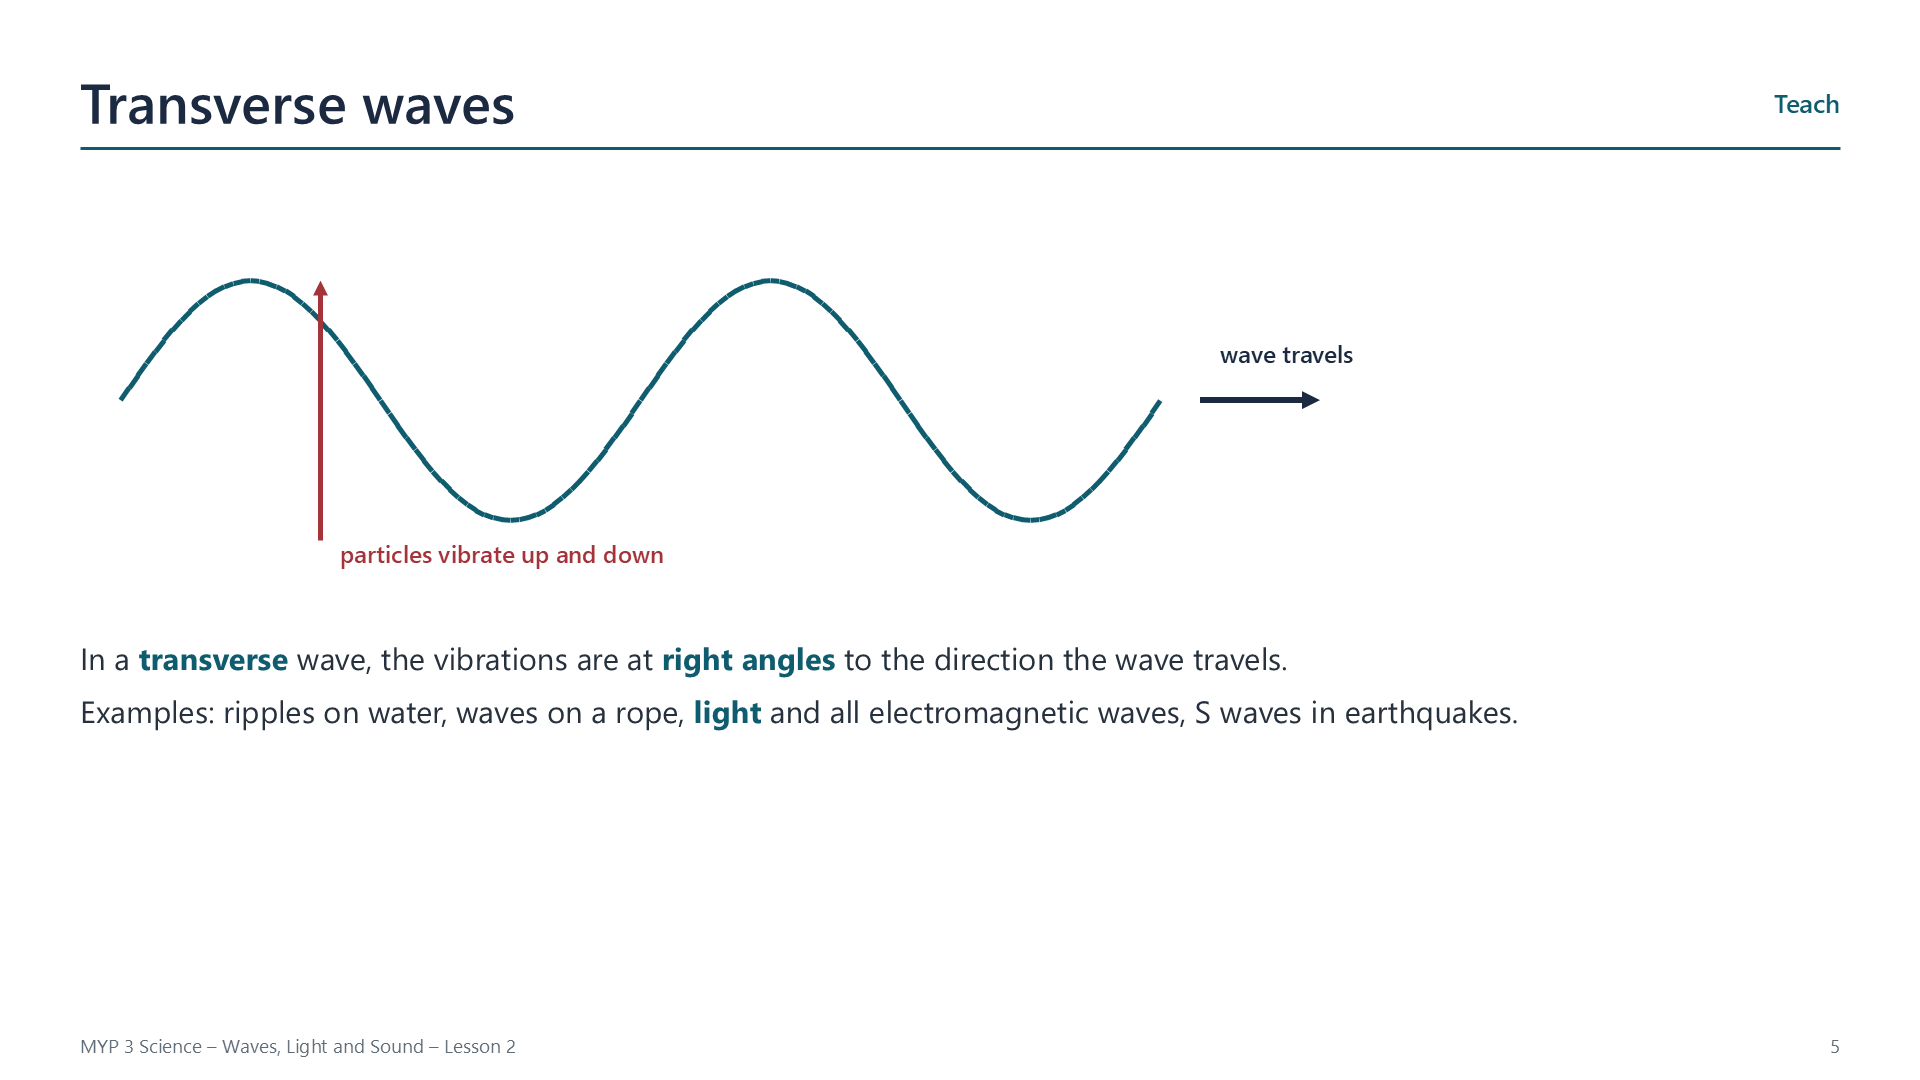 Transverse waves
Teach
wave travels
particles vibrate up and down
In a transverse wave, the vibrations are at right angles to the direction the wave travels.
Examples: ripples on water, waves on a rope, light and all electromagnetic waves, S waves in earthquakes.
MYP 3 Science – Waves, Light and Sound – Lesson 2
5